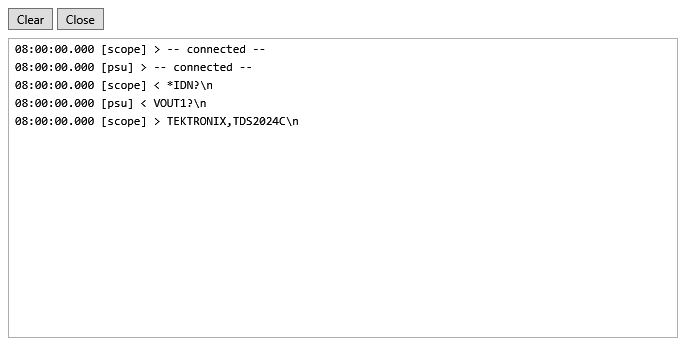 Clear Close
08:00:00.000 [scope] > -- connected --
08:00:00.000 [psu] > -- connected --
08:00:00.000 [scope] < *IDN?\n
08:00:00.000 [psu] < VOUT1?\n
08:00:00.000 [scope] > TEKTRONIX,TDS2024C\n